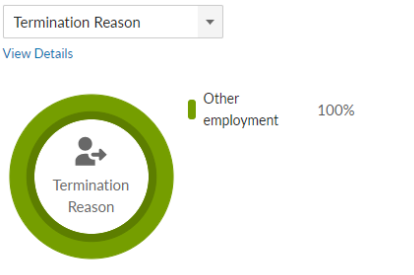 Termination Reason
View Details
Other
employment
100%
Termination
Reason